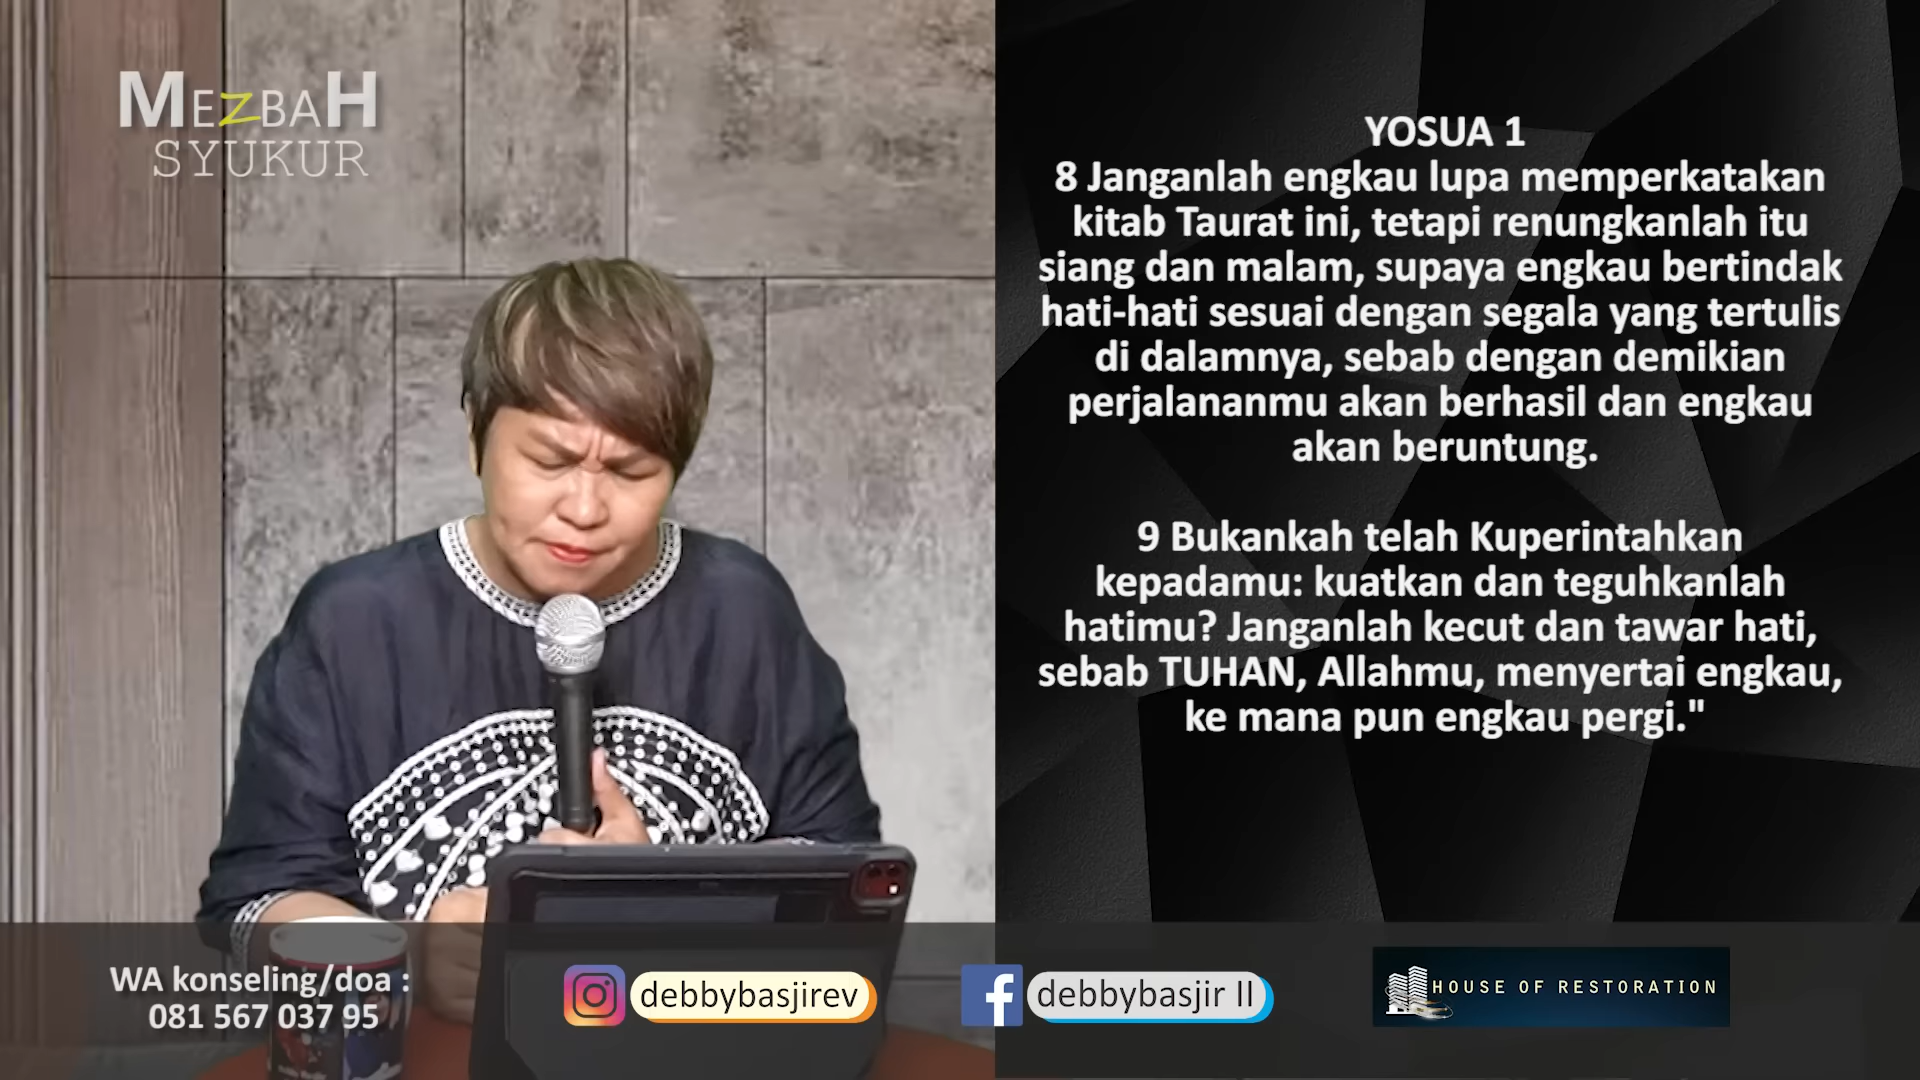 MEZBAH
SYUKUR
YOSUA 1
8 Janganlah engkau lupa memperkatakan
kitab Taurat ini, tetapi renungkanlah itu
siang dan malam, supaya engkau bertindak
hati-hati sesuai dengan segala yang tertulis
di dalamnya, sebab dengan demikian
perjalananmu akan berhasil dan engkau
akan beruntung.
9 Bukankah telah Kuperintahkan
kepadamu: kuatkan dan teguhkanlah
hatimu? Janganlah kecut dan tawar hati,
sebab TUHAN, Allahmu, menyertai engkau,
ke mana pun engkau pergi."
WA konseling/doa :
081 567 037 95
debbybasjirev
debbybasjir II
HOUSE OF RESTORATION